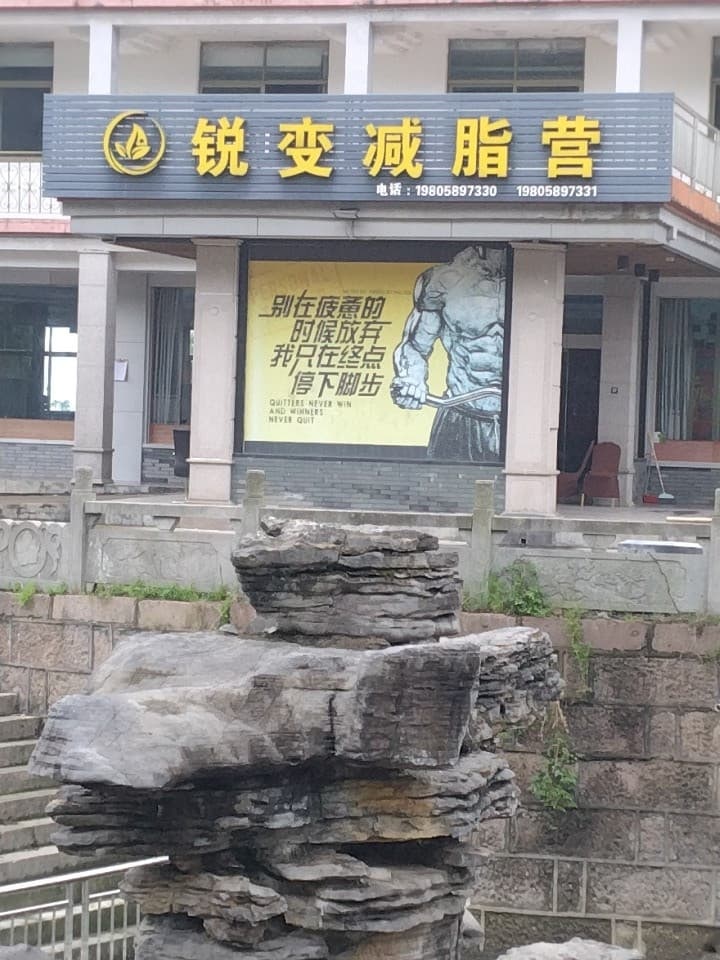 锐变减脂营
电话：19805897330 19805897331
别在疲惫的
时候放弃
我只在终点
停下脚步
QUITTERS NEVER WIN
AND WINNERS
NEVER QUIT